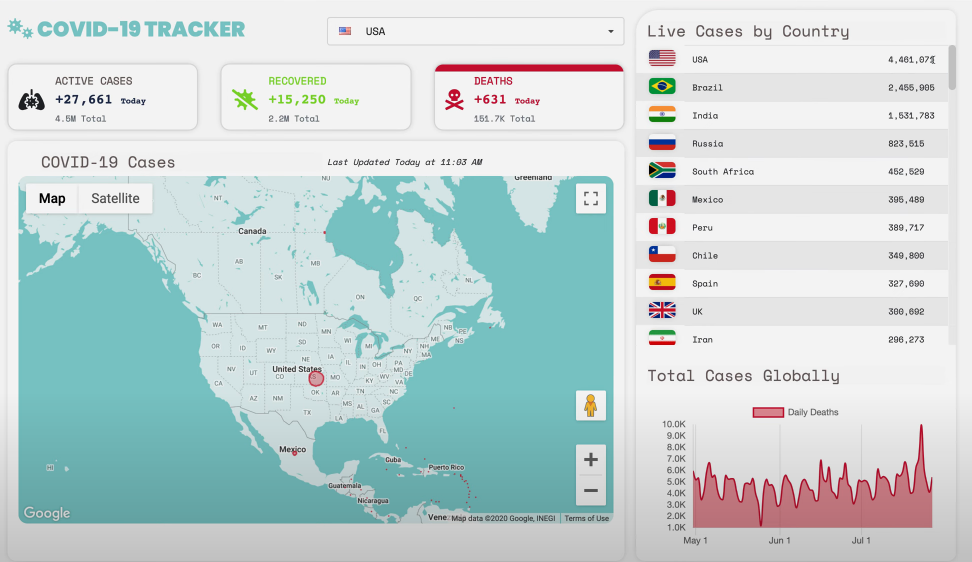 COVID-19 TRACKER
USA
ACTIVE CASES
+27,661 Today
4.5M Total
RECOVERED
+15,250 Today
2.2M Total
DEATHS
+631 Today
151.7K Total
COVID-19 Cases
Last Updated Today at 11:03 AM
Map
Satellite
Greenland
NU
NT
Canada
AB
MB
BC
SK
NL
ON
QC
NB
PE
NS
WA
MT
ND
MN
OR
ID
SD
WI
MI
NY
NH
MA
WY
NE
IA
IL
IN
OH
PA
NV
UT
United States
CO
MO
KY
WV
VA
MD
DE
NJ
CA
AZ
NM
OK
AR
TN
NC
SC
MS
AL
GA
TX
LA
FL
HI
Mexico
Cuba
Puerto Rico
Guatemala
Nicaragua
Vene
Google
Map data ©2020 Google, INEGI
Terms of Use
Live Cases by Country
USA 4,461,071
Brazil 2,455,905
India 1,531,783
Russia 823,515
South Africa 452,529
Mexico 395,489
Peru 389,717
Chile 349,800
Spain 327,690
UK 300,692
Iran 296,273
Total Cases Globally
Daily Deaths
10.0K
9.0K
8.0K
7.0K
6.0K
5.0K
4.0K
3.0K
2.0K
1.0K
May 1
Jun 1
Jul 1